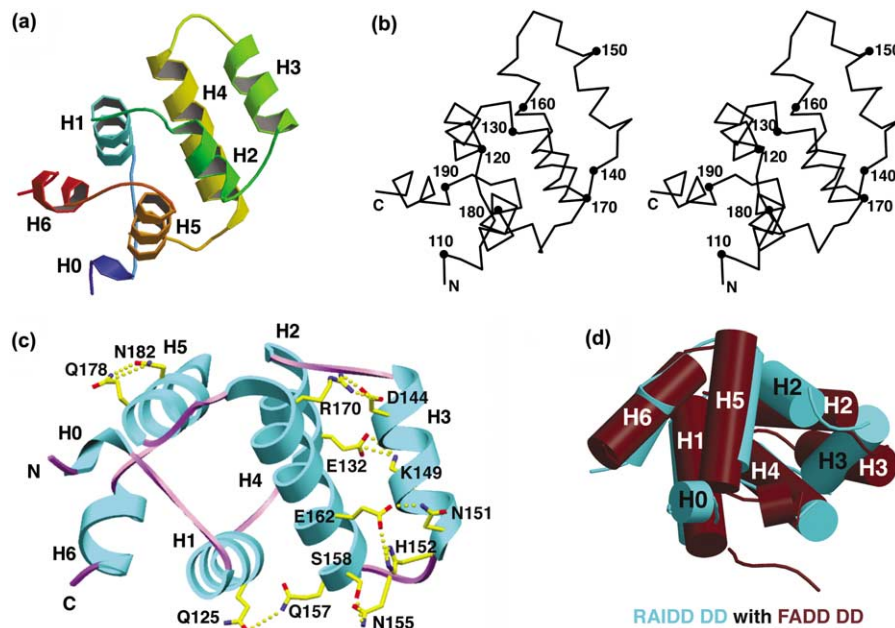 (a)
H3
H4
H1
H2
H6
H5
H0
(b)
150
160
130
120
140
190
170
C
180
110
N
150
160
130
120
140
190
170
C
180
110
N
(c)
H2
N182
H5
Q178
R170
D144
H3
H0
E132
N
H4
K149
E162
N151
H1
H6
S158
H152
C
Q125
Q157
N155
(d)
H6
H5
H2
H2
H1
H3
H3
H4
H0
RAIDD DD with FADD DD